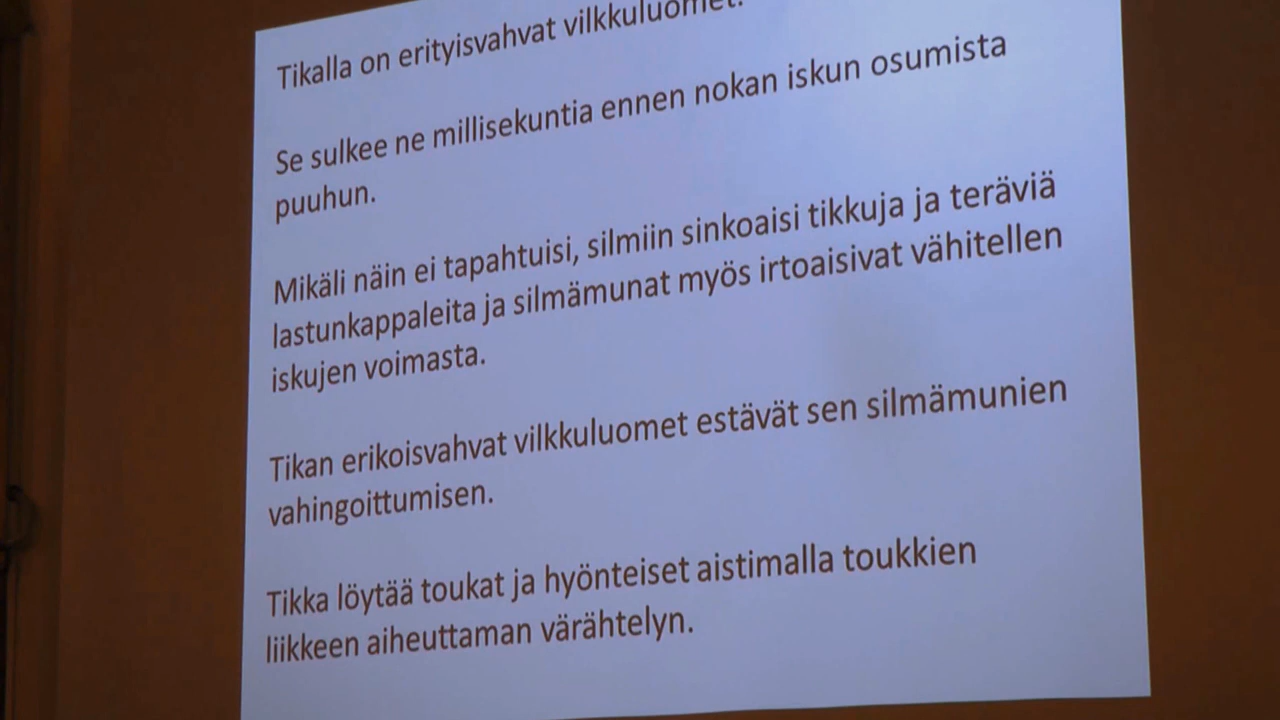 Tikalla on erityisvahvat vilkkuluomet.
Se sulkee ne millisekuntia ennen nokan iskun osumista
puuhun.
Mikäli näin ei tapahtuisi, silmiin sinkoaisi tikkuja ja teräviä
lastunkappaleita ja silmämunat myös irtoaisivat vähitellen
iskujen voimasta.
Tikan erikoisvahvat vilkkuluomet estävät sen silmämunien
vahingoittumisen.
Tikka löytää toukat ja hyönteiset aistimalla toukkien
liikkeen aiheuttaman värähtelyn.